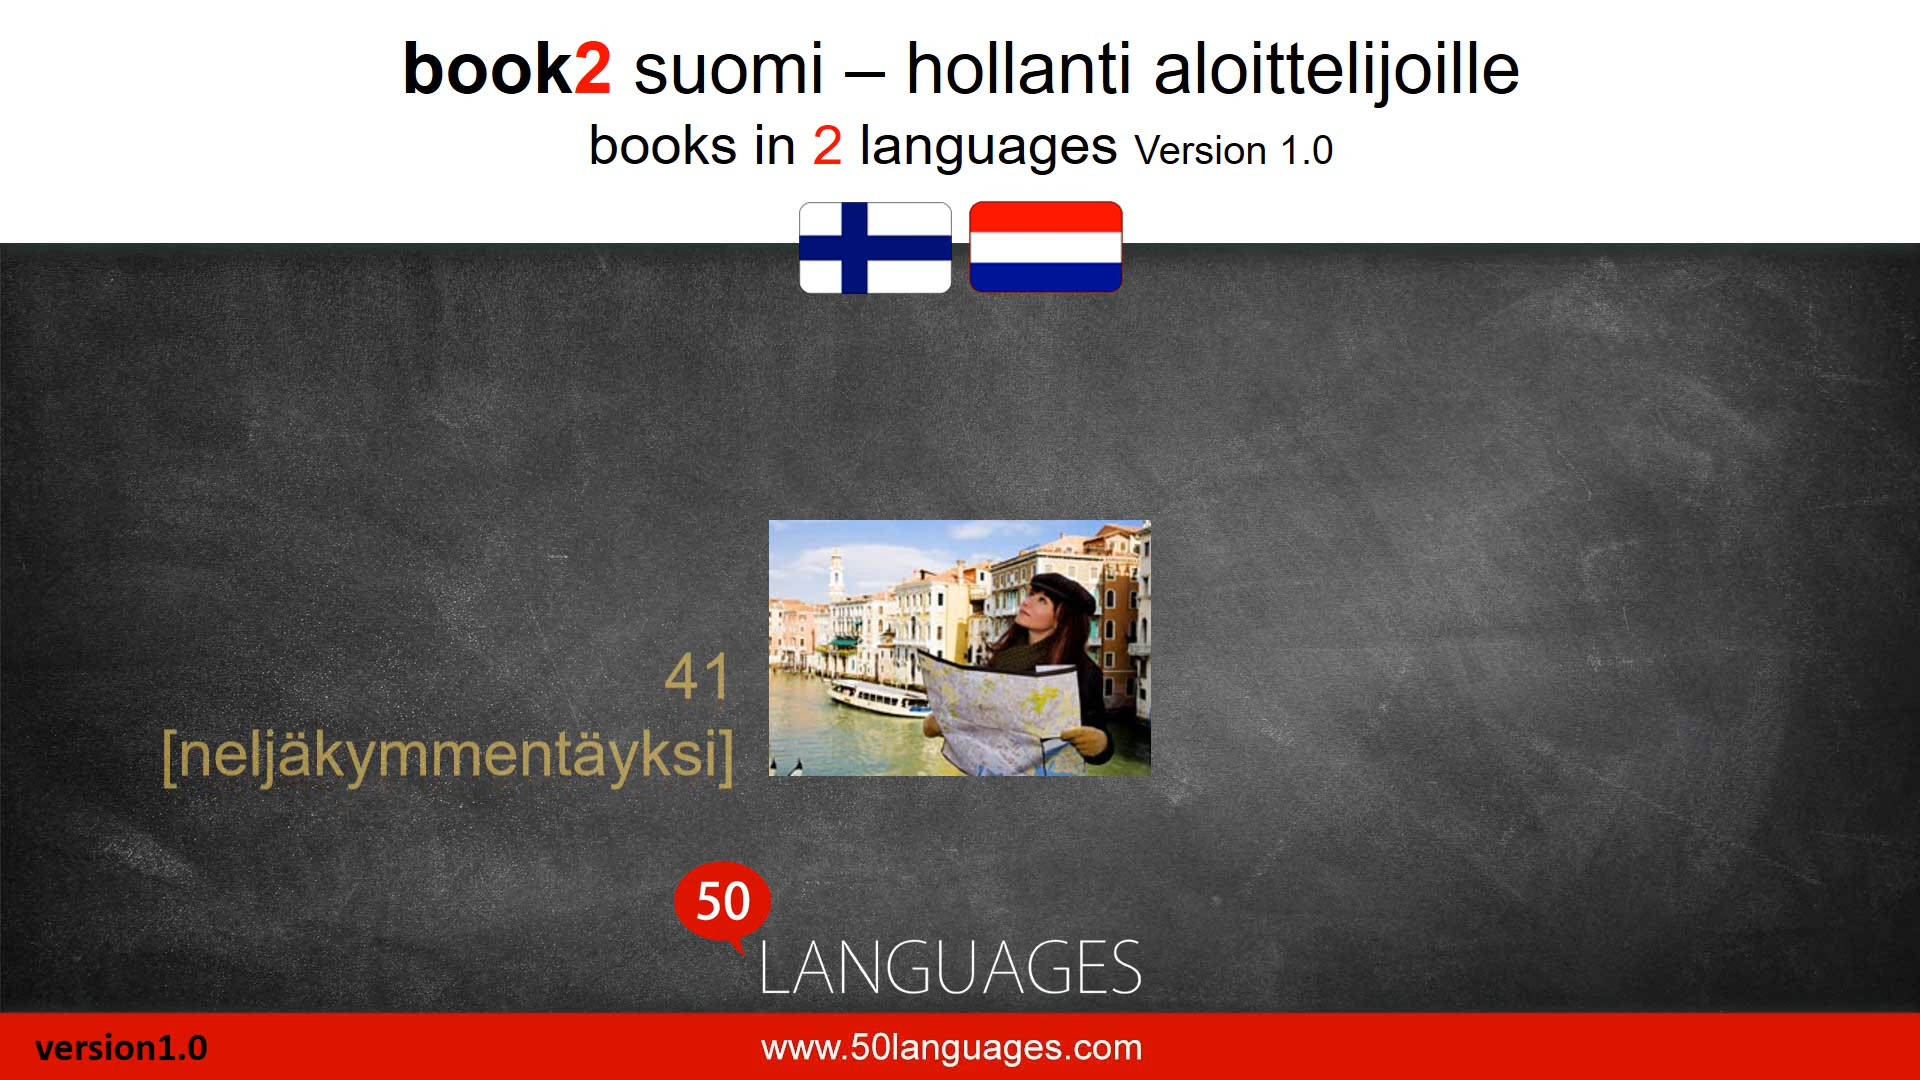 book2 suomi – hollanti aloittelijoille
books in 2 languages Version 1.0
41
[neljäkymmentäyksi]
50
LANGUAGES
version1.0
www.50languages.com